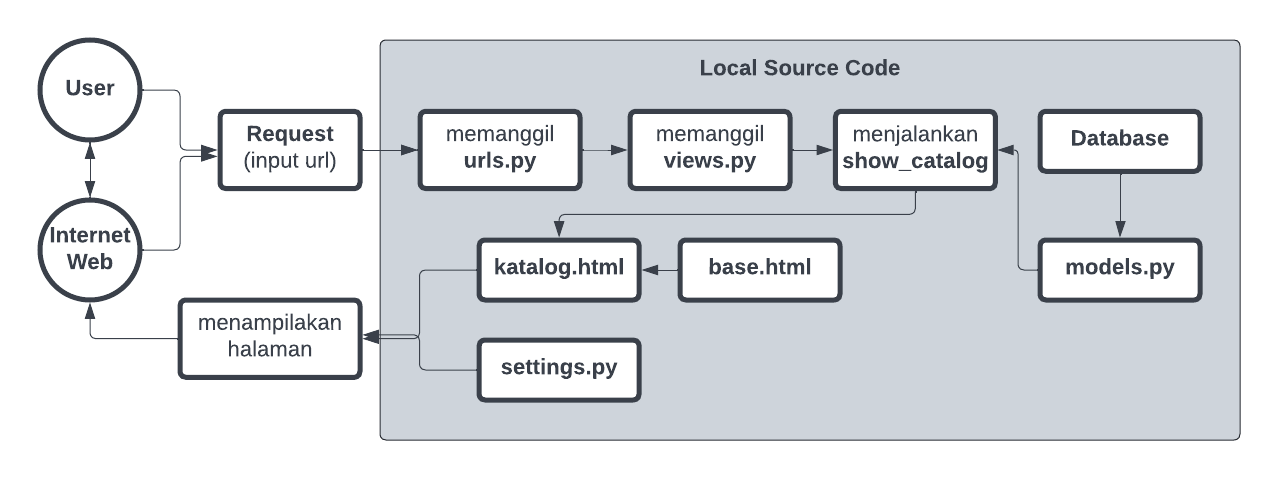 Local Source Code
User
Request
(input url)
memanggil
urls.py
memanggil
views.py
menjalankan
show_catalog
Database
Internet
Web
katalog.html
base.html
models.py
menampilakan
halaman
settings.py